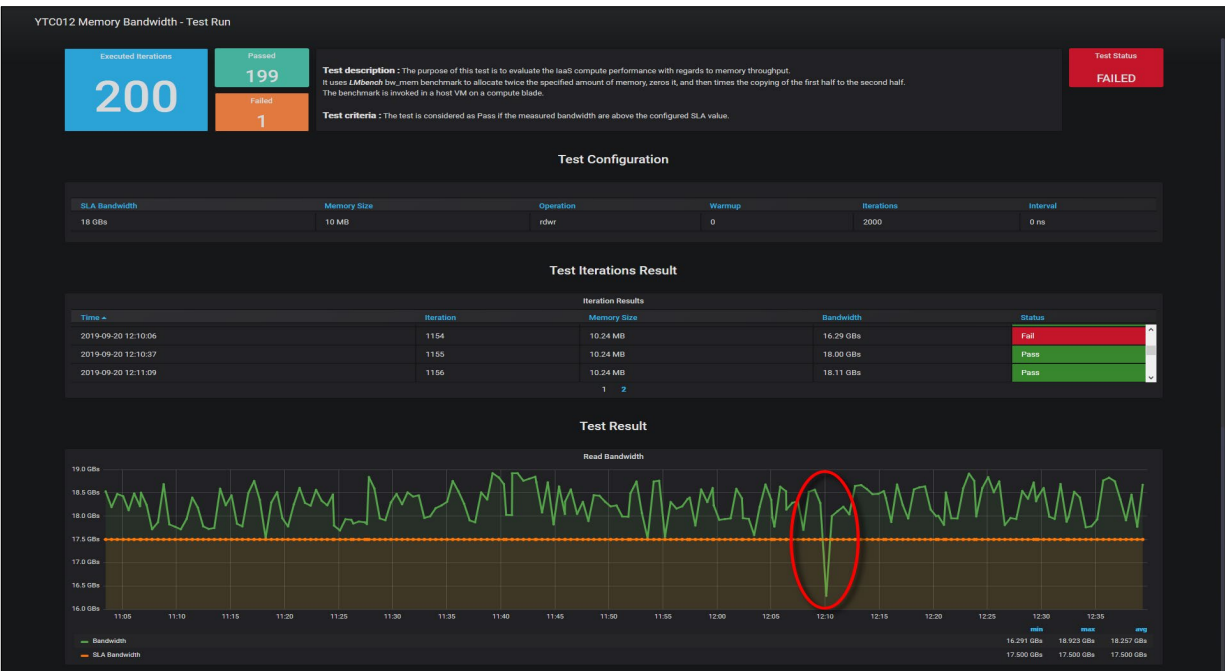 YTC012 Memory Bandwidth - Test Run
Executed Iterations
200
Passed
199
Failed
1
Test description : The purpose of this test is to evaluate the IaaS compute performance with regards to memory throughput.
It uses LMbench bw_mem benchmark to allocate twice the specified amount of memory, zeros it, and then times the copying of the first half to the second half.
The benchmark is invoked in a host VM on a compute blade.
Test criteria : The test is considered as Pass if the measured bandwidth are above the configured SLA value.
Test Status
FAILED
Test Configuration
SLA Bandwidth Memory Size Operation Warmup Iterations Interval
18 GBs 10 MB rdwr 0 2000 0 ns
Test Iterations Result
Iteration Results
Time Iteration Memory Size Bandwidth Status
2019-09-20 12:10:06 1154 10.24 MB 16.29 GBs Fail
2019-09-20 12:10:37 1155 10.24 MB 18.00 GBs Pass
2019-09-20 12:11:09 1156 10.24 MB 18.11 GBs Pass
1 2
Test Result
Read Bandwidth
19.0 GBs
18.5 GBs
18.0 GBs
17.5 GBs
17.0 GBs
16.5 GBs
16.0 GBs
11:05 11:10 11:15 11:20 11:25 11:30 11:35 11:40 11:45 11:50 11:55 12:00 12:05 12:10 12:15 12:20 12:25 12:30 12:35
min max avg
Bandwidth 16.291 GBs 18.923 GBs 18.257 GBs
SLA Bandwidth 17.500 GBs 17.500 GBs 17.500 GBs